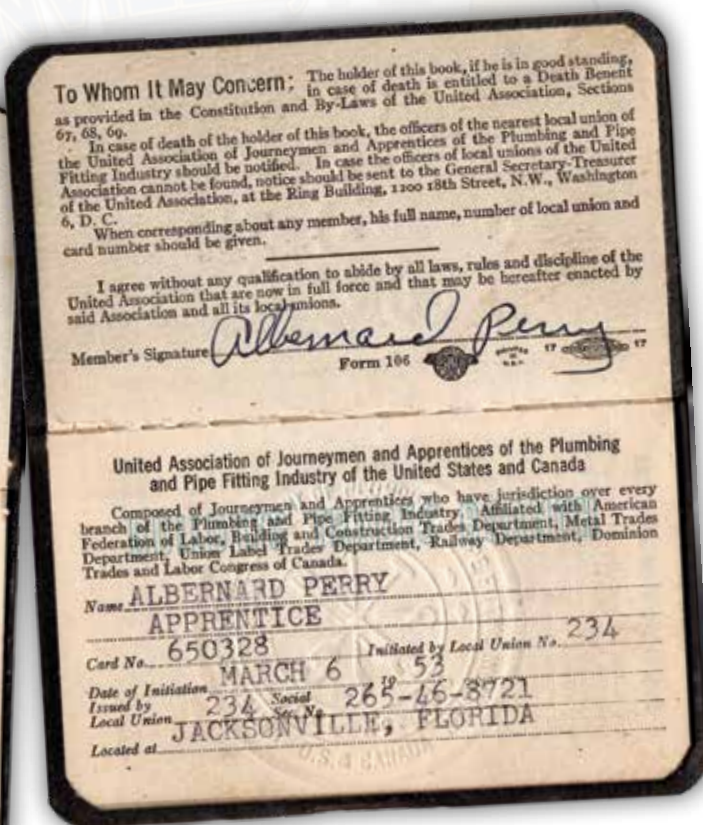 To Whom It May Concern: The holder of this book, if he is in good standing,
in case of death is entitled to a Death Benefit
as provided in the Constitution and By-Laws of the United Association, Sections
67, 68, 69.
In case of death of the holder of this book, the officers of the nearest local union of
the United Association of Journeymen and Apprentices of the Plumbing and Pipe
Fitting Industry should be notified. In case the officers of local unions of the United
Association cannot be found, notice should be sent to the General Secretary-Treasurer
of the United Association, at the Ring Building, 1200 18th Street, N.W., Washington
6, D. C.
When corresponding about any member, his full name, number of local union and
card number should be given.
I agree without any qualification to abide by all laws, rules and discipline of the
United Association that are now in full force and that may be hereafter enacted by
said Association and all its local unions.
Member's Signature Albernard Perry
Form 106 17 17
United Association of Journeymen and Apprentices of the Plumbing
and Pipe Fitting Industry of the United States and Canada
Composed of Journeymen and Apprentices who have jurisdiction over every
branch of the Plumbing and Pipe Fitting Industry. Affiliated with American
Federation of Labor, Building and Construction Trades Department, Metal Trades
Department, Union Label Trades Department, Railway Department, Dominion
Trades and Labor Congress of Canada.
Name ALBERNARD PERRY
APPRENTICE
Card No. 650328 Initiated by Local Union No. 234
Date of Initiation MARCH 6 19 53
Issued by
Local Union 234 Social Sec. No. 265-46-8721
Located at JACKSONVILLE, FLORIDA
U.S. & CANADA